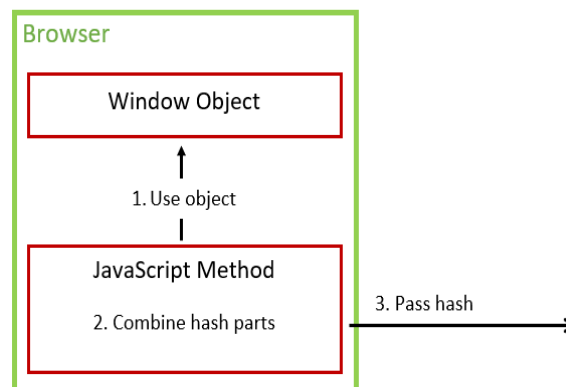 Browser
Window Object
1. Use object
JavaScript Method
2. Combine hash parts
3. Pass hash